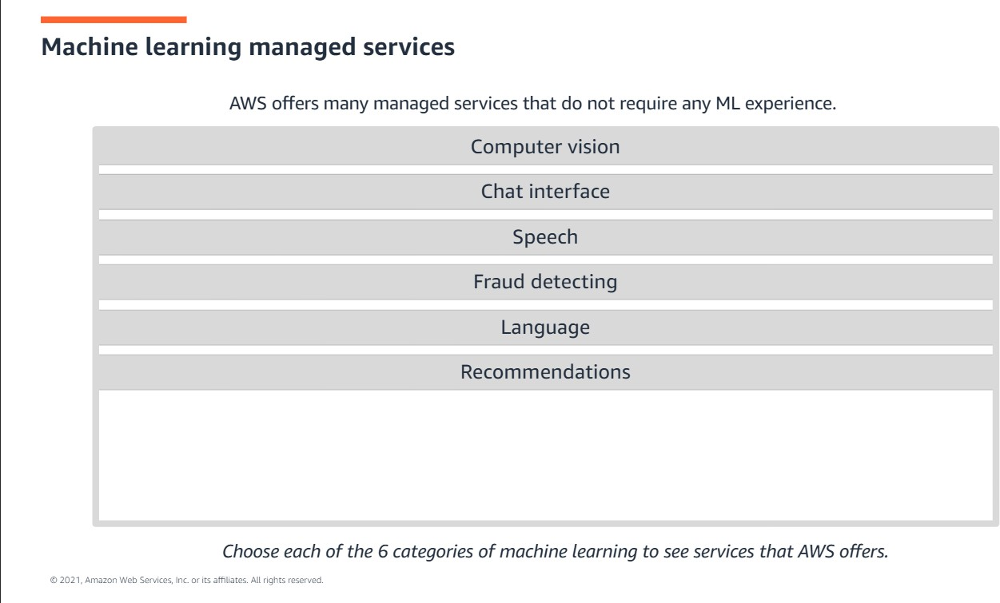 Machine learning managed services
AWS offers many managed services that do not require any ML experience.
Computer vision
Chat interface
Speech
Fraud detecting
Language
Recommendations
Choose each of the 6 categories of machine learning to see services that AWS offers.
© 2021, Amazon Web Services, Inc. or its affiliates. All rights reserved.